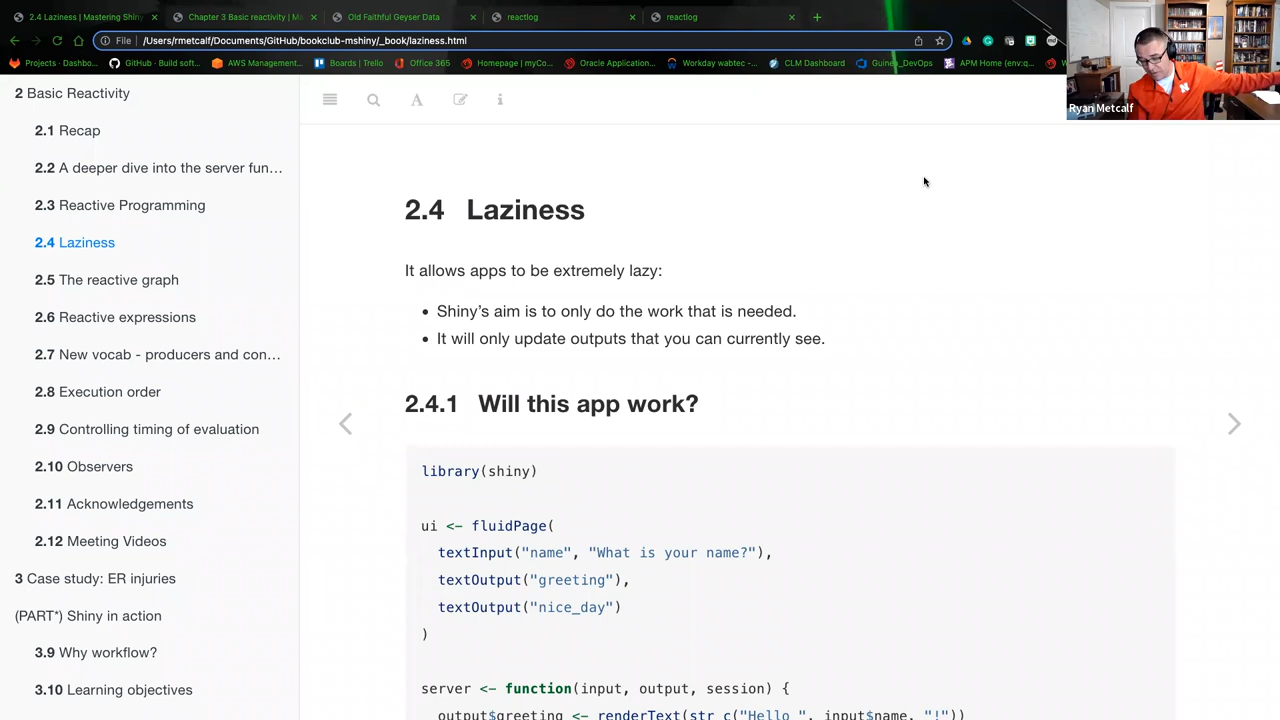 2.4 Laziness | Mastering Shiny
Chapter 3 Basic reactivity | Ma
Old Faithful Geyser Data
reactlog
reactlog
File | /Users/rmetcalf/Documents/GitHub/bookclub-mshiny/_book/laziness.html
Projects · Dashbo...
GitHub · Build soft...
AWS Management...
Boards | Trello
Office 365
Homepage | myCo...
Oracle Application...
Workday wabtec -...
CLM Dashboard
Guinea_DevOps
APM Home (env:q...
Ryan Metcalf
2 Basic Reactivity
2.1 Recap
2.2 A deeper dive into the server fun...
2.3 Reactive Programming
2.4 Laziness
2.5 The reactive graph
2.6 Reactive expressions
2.7 New vocab - producers and con...
2.8 Execution order
2.9 Controlling timing of evaluation
2.10 Observers
2.11 Acknowledgements
2.12 Meeting Videos
3 Case study: ER injuries
(PART*) Shiny in action
3.9 Why workflow?
3.10 Learning objectives
2.4 Laziness
It allows apps to be extremely lazy:
• Shiny's aim is to only do the work that is needed.
• It will only update outputs that you can currently see.
2.4.1 Will this app work?
library(shiny)
ui <- fluidPage(
textInput("name", "What is your name?"),
textOutput("greeting"),
textOutput("nice_day")
)
server <- function(input, output, session) {
output$greeting <- renderText(str_c("Hello ", input$name, "!"))